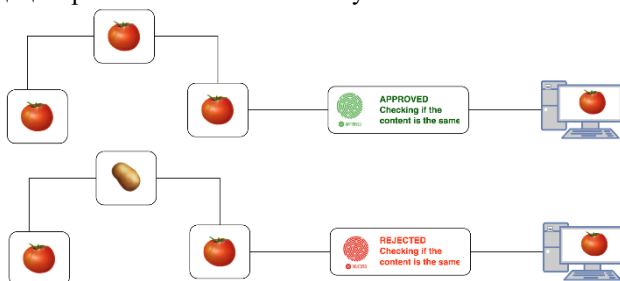 APPROVED
Checking if the
content is the same
REJECTED
Checking if the
content is the same